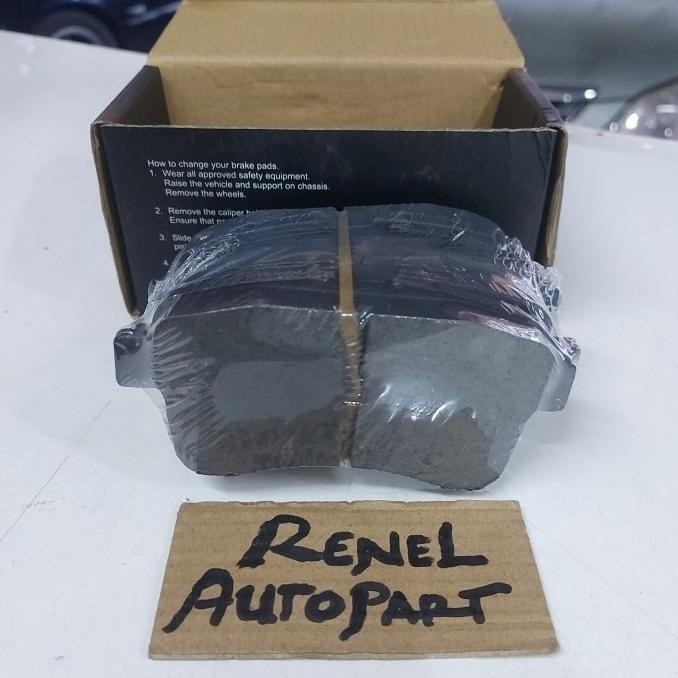 How to change your brake pads.
1. Wear all approved safety equipment.
Raise the vehicle and support on chassis.
Remove the wheels.
2. Remove the caliper
Ensure that
3. Slide
4.
RENEL
AUTOPART